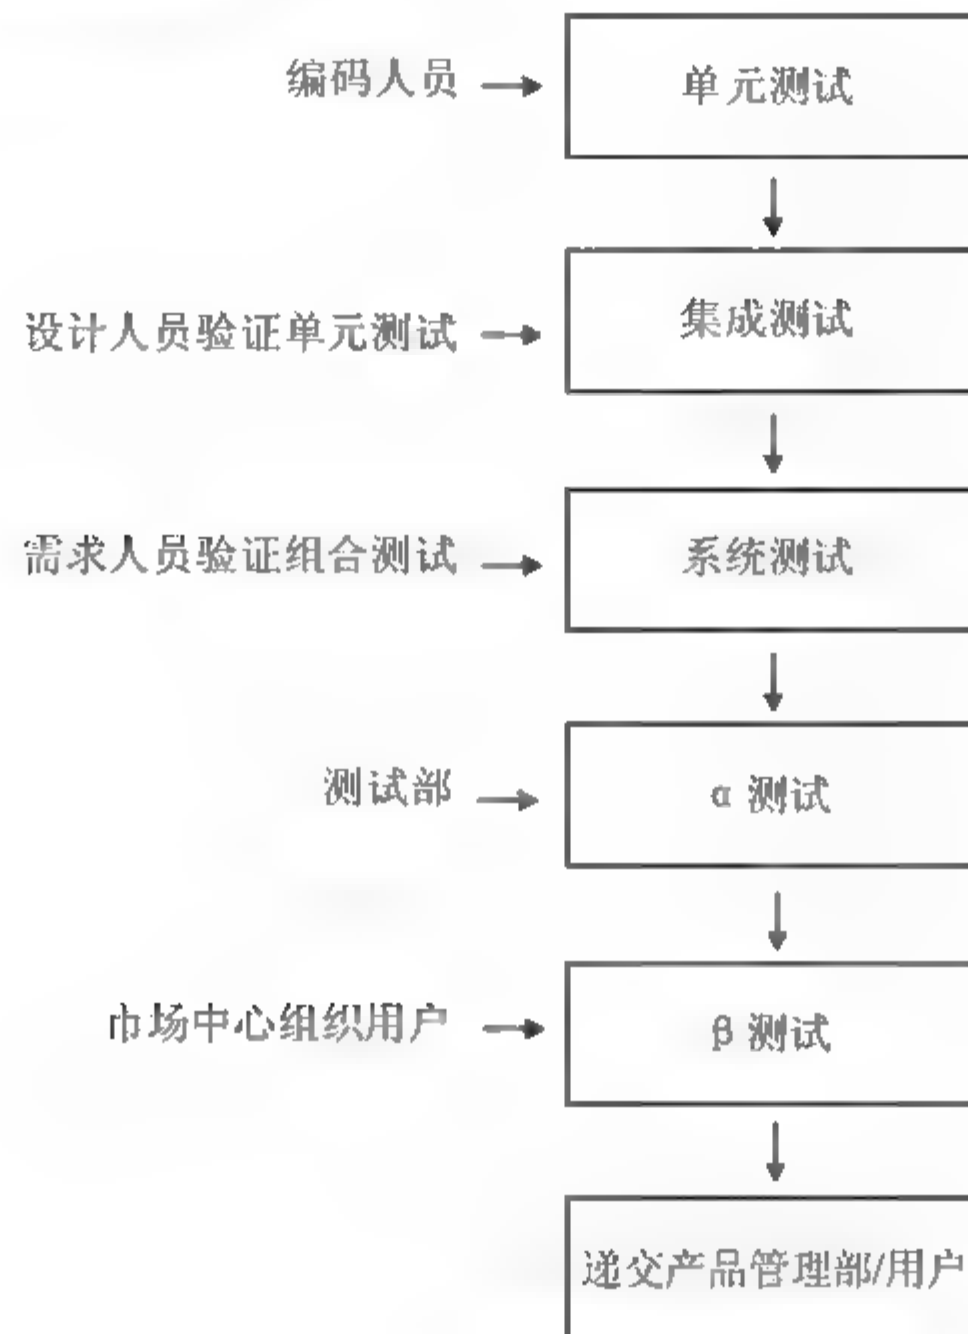 编码人员
单元测试
设计人员验证单元测试
集成测试
需求人员验证组合测试
系统测试
测试部
α 测试
市场中心组织用户
β 测试
递交产品管理部/用户